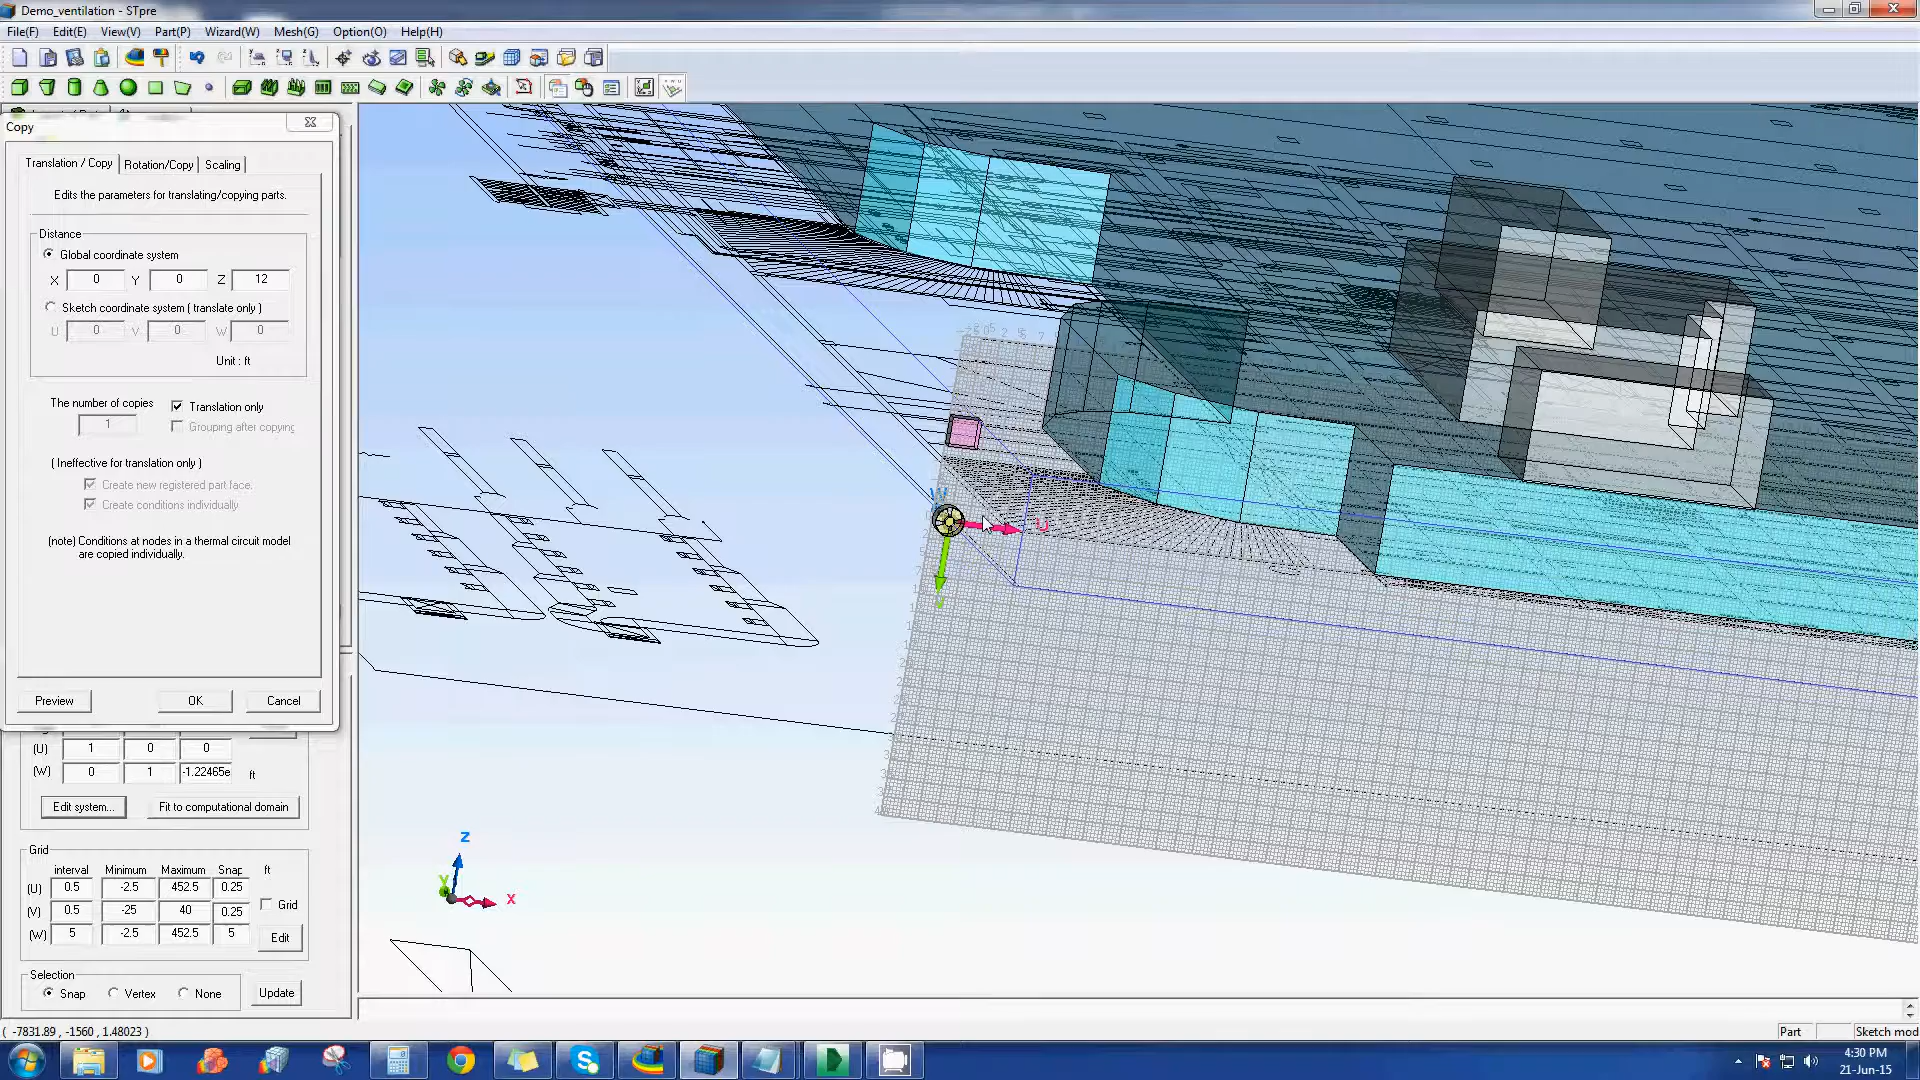 Demo_ventilation - STpre
File(F) Edit(E) View(V) Part(P) Wizard(W) Mesh(G) Option(O) Help(H)
Copy
Translation / Copy Rotation/Copy Scaling
Edits the parameters for translating/copying parts.
Distance
Global coordinate system
X 0 Y 0 Z 12
Sketch coordinate system ( translate only )
U 0 V 0 W 0
Unit : ft
The number of copies Translation only
1 Grouping after copying
( Ineffective for translation only )
Create new registered part face.
Create conditions individually.
(note) Conditions at nodes in a thermal circuit model
are copied individually.
Preview OK Cancel
(U) 1 0 0
(W) 0 1 -1.22465e ft
Edit system... Fit to computational domain
Grid
interval Minimum Maximum Snap ft
(U) 0.5 -2.5 452.5 0.25
(V) 0.5 -25 40 0.25 Grid
(W) 5 -2.5 452.5 5 Edit
Selection
Snap Vertex None Update
W
U
Z
Y
X
( -7831.89 , -1560 , 1.48023 )
Part Sketch mod
4:30 PM
21-Jun-15